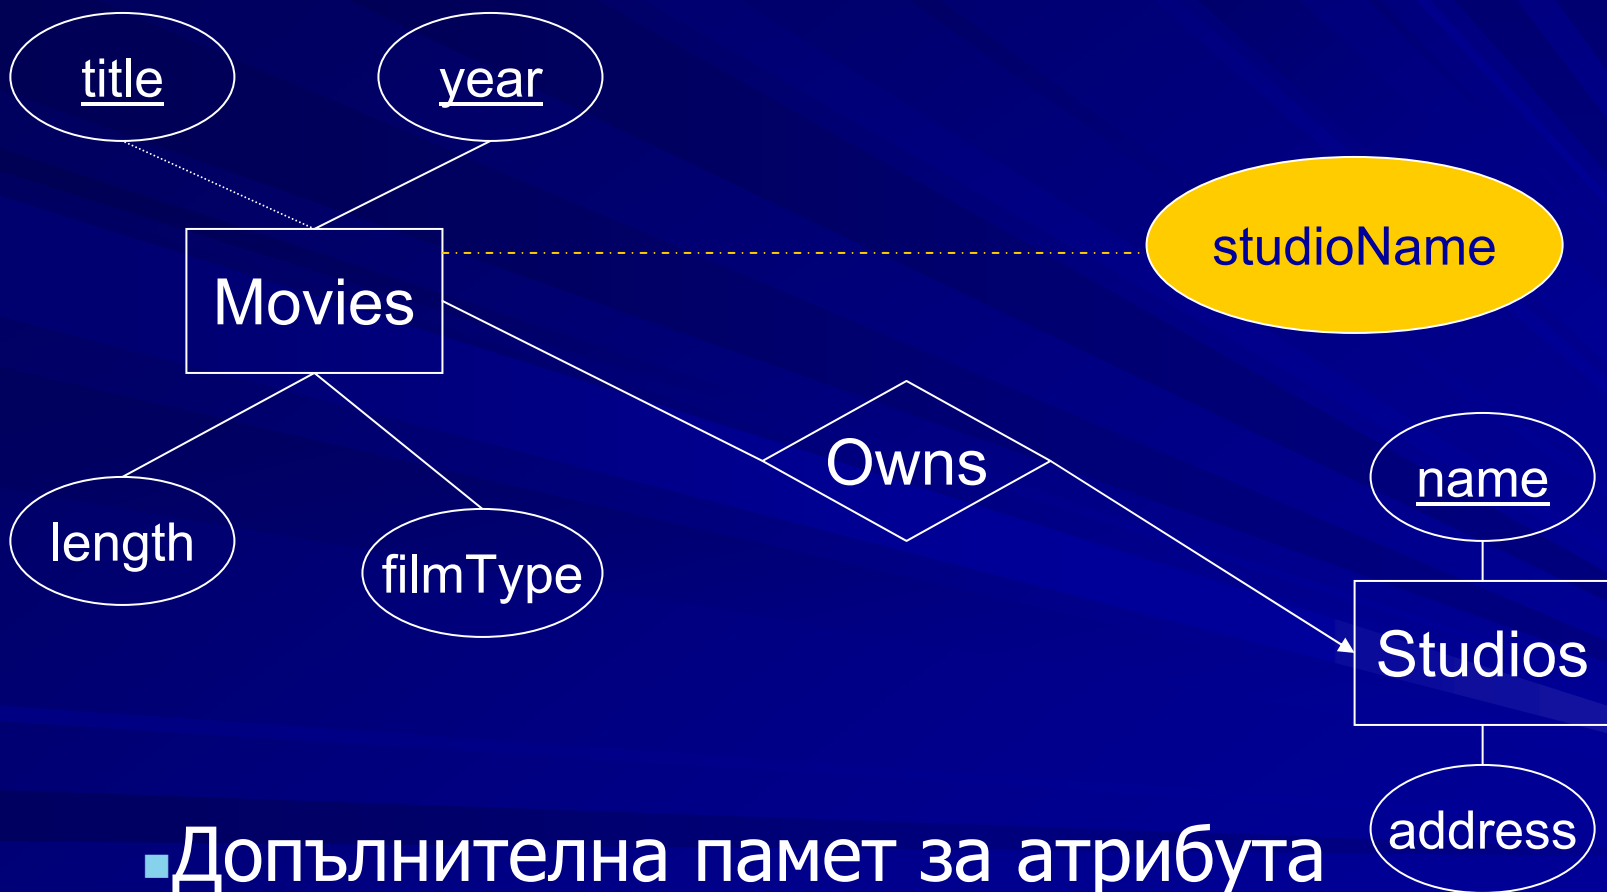 title
year
studioName
Movies
Owns
name
length
filmType
Studios
address
Допълнителна памет за атрибута